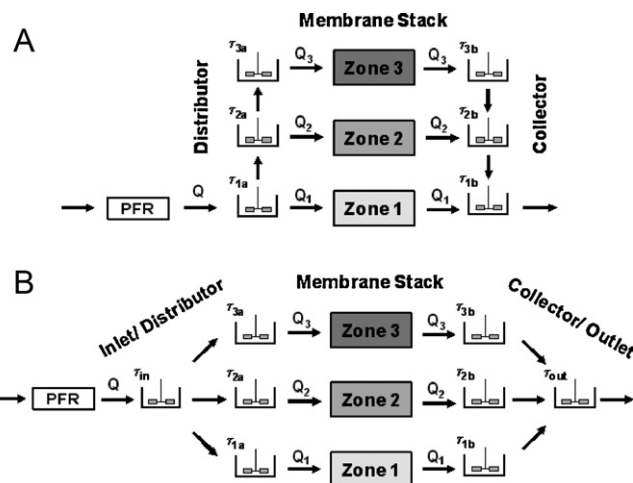 A
Membrane Stack
Distributor
Collector
τ3a
Q3
Zone 3
Q3
τ3b
τ2a
Q2
Zone 2
Q2
τ2b
PFR
Q
τ1a
Q1
Zone 1
Q1
τ1b
B
Membrane Stack
Inlet/ Distributor
Collector/ Outlet
τ3a
Q3
Zone 3
Q3
τ3b
PFR
Q
τin
τ2a
Q2
Zone 2
Q2
τ2b
τout
τ1a
Q1
Zone 1
Q1
τ1b